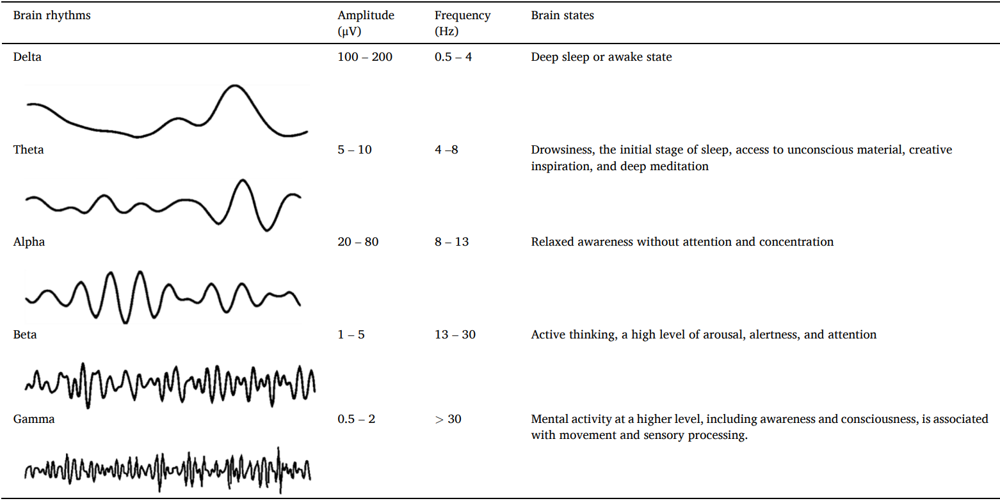 Brain rhythms Amplitude (μV) Frequency (Hz) Brain states
Delta 100 – 200 0.5 – 4 Deep sleep or awake state
Theta 5 – 10 4 –8 Drowsiness, the initial stage of sleep, access to unconscious material, creative
inspiration, and deep meditation
Alpha 20 – 80 8 – 13 Relaxed awareness without attention and concentration
Beta 1 – 5 13 – 30 Active thinking, a high level of arousal, alertness, and attention
Gamma 0.5 – 2 > 30 Mental activity at a higher level, including awareness and consciousness, is associated
with movement and sensory processing.